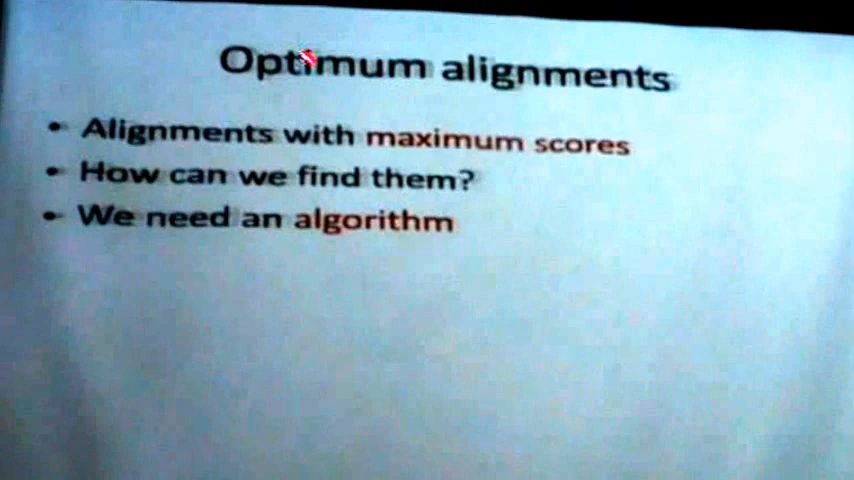 Optimum alignments
• Alignments with maximum scores
• How can we find them?
• We need an algorithm